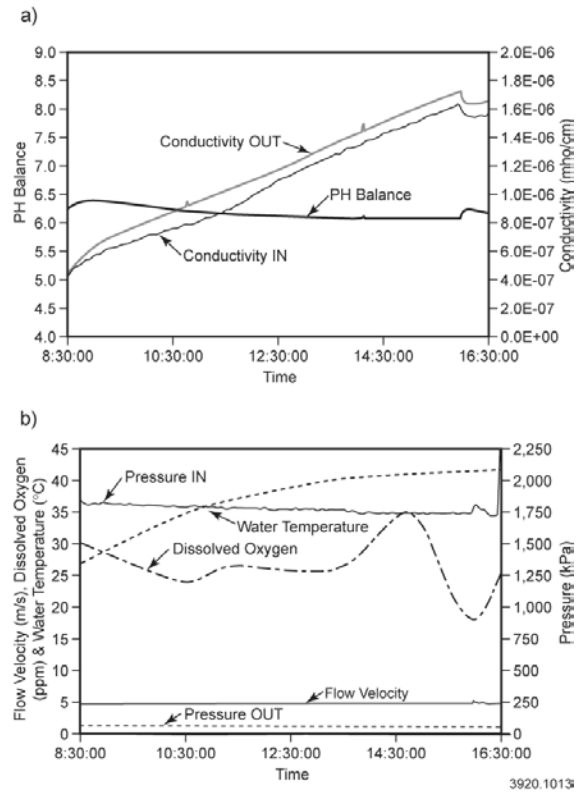 a)
9.0
8.5
8.0
7.5
7.0
6.5
6.0
5.5
5.0
4.5
4.0
PH Balance
2.0E-06
1.8E-06
1.6E-06
1.4E-06
1.2E-06
1.0E-06
8.0E-07
6.0E-07
4.0E-07
2.0E-07
0.0E+00
Conductivity (mho/cm)
Conductivity OUT
PH Balance
Conductivity IN
8:30:00 10:30:00 12:30:00 14:30:00 16:30:00
Time
b)
45
40
35
30
25
20
15
10
5
0
Flow Velocity (m/s), Dissolved Oxygen
(ppm) & Water Temperature (°C)
2,250
2,000
1,750
1,500
1,250
1,000
750
500
250
0
Pressure (kPa)
Pressure IN
Water Temperature
Dissolved Oxygen
Flow Velocity
Pressure OUT
8:30:00 10:30:00 12:30:00 14:30:00 16:30:00
Time